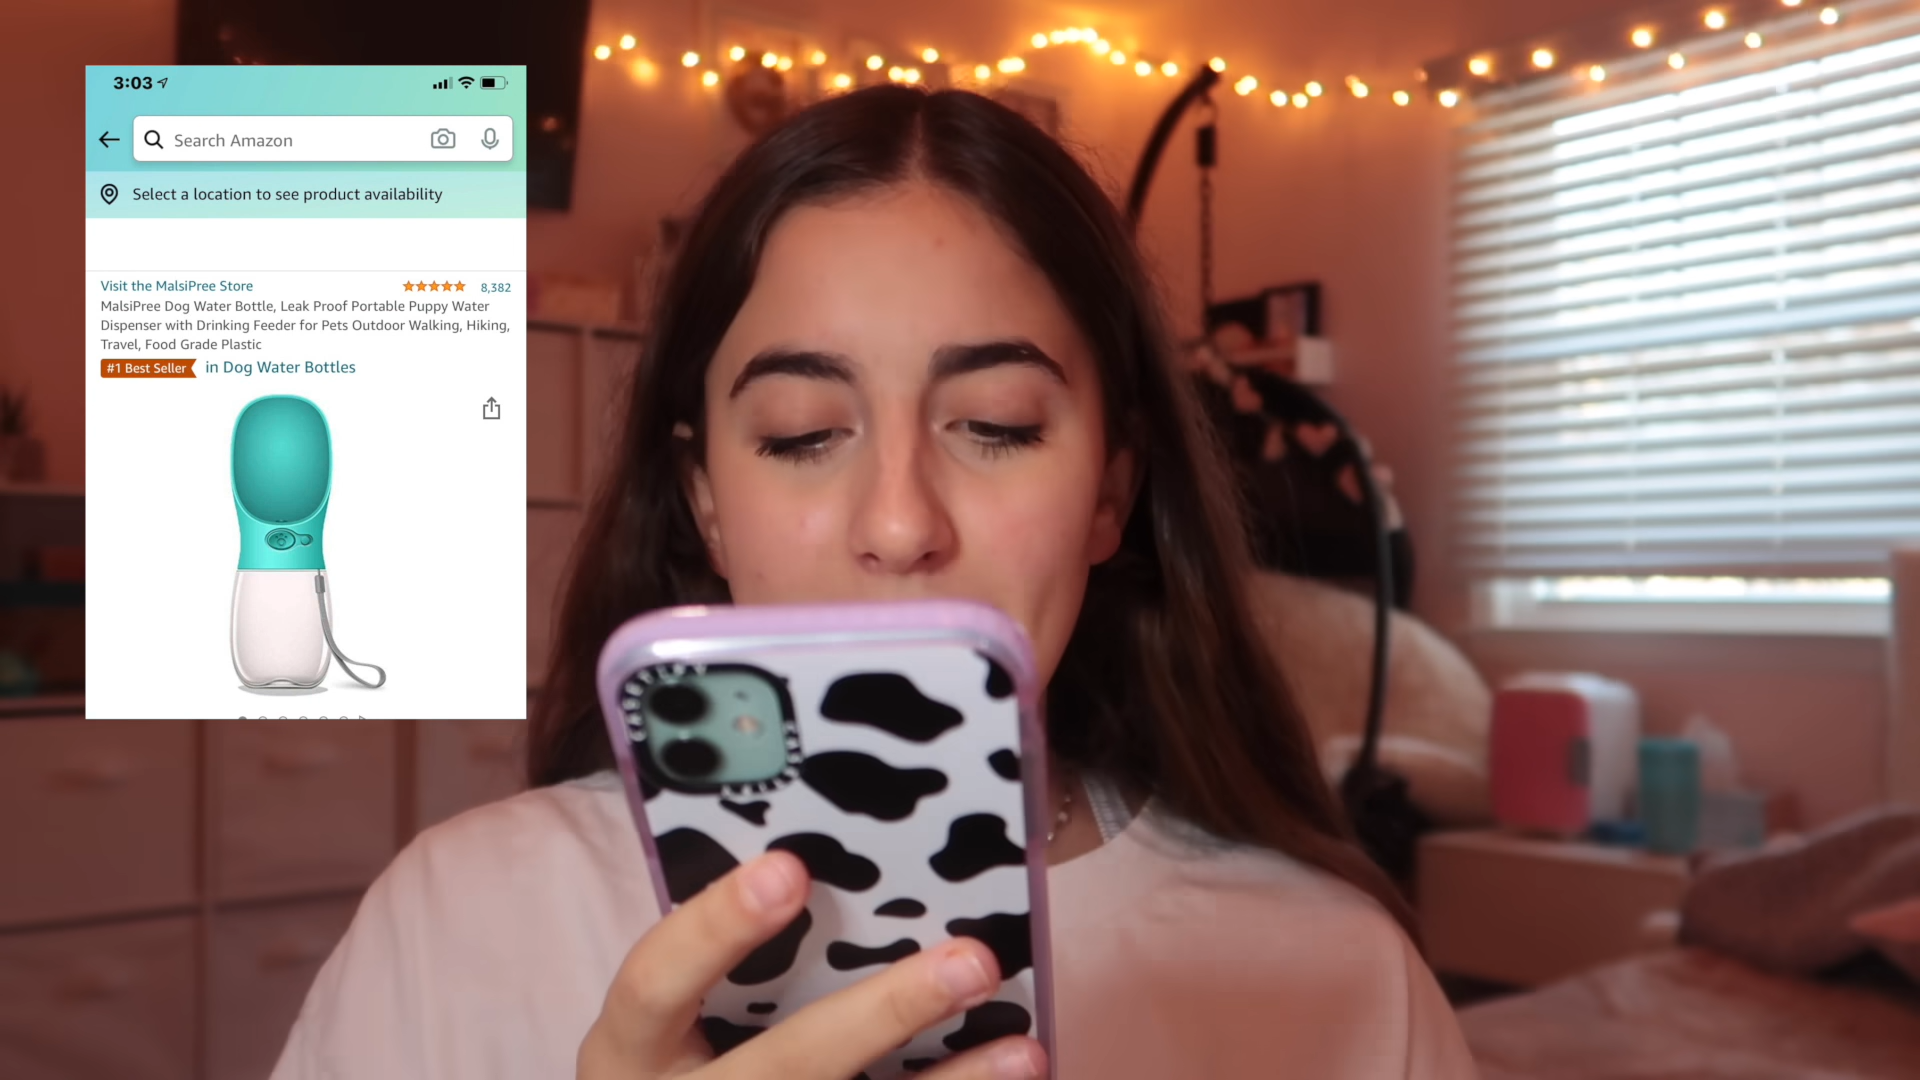 3:03
Search Amazon
Select a location to see product availability
Visit the MalsiPree Store 8,382
MalsiPree Dog Water Bottle, Leak Proof Portable Puppy Water
Dispenser with Drinking Feeder for Pets Outdoor Walking, Hiking,
Travel, Food Grade Plastic
#1 Best Seller in Dog Water Bottles